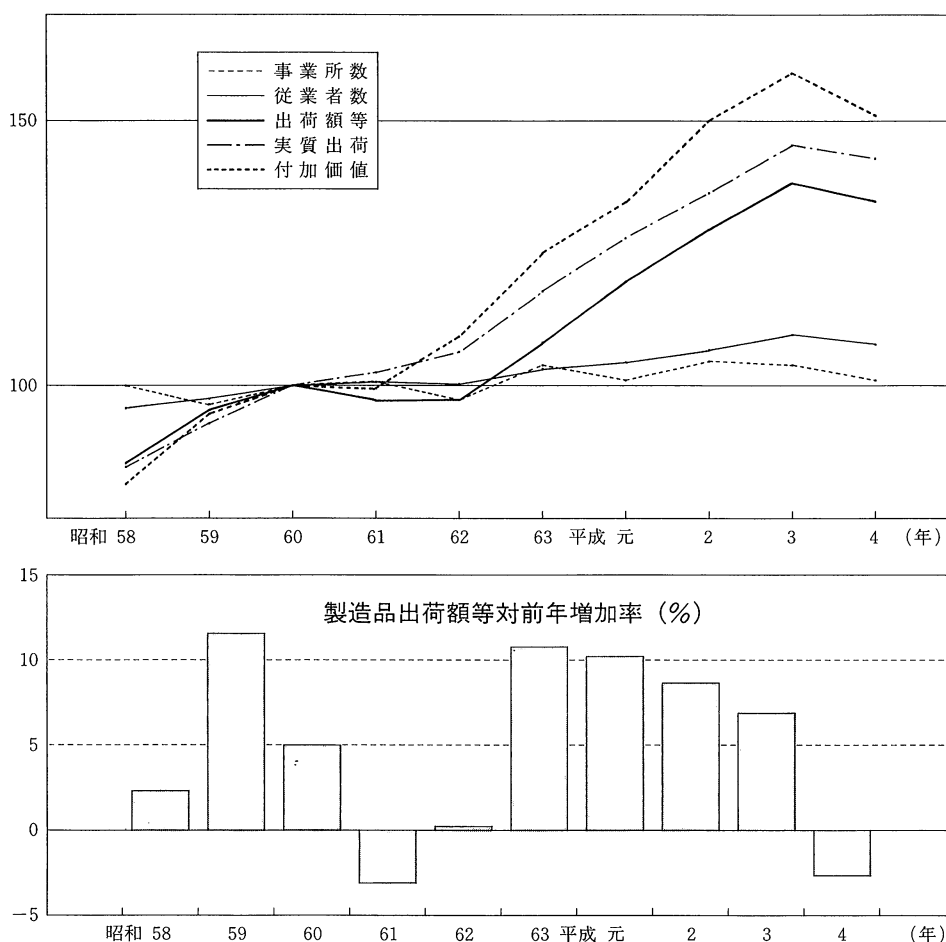 事業所数
従業者数
出荷額等
実質出荷
付加価値
150
100
昭和 58 59 60 61 62 63 平成 元 2 3 4 (年)
製造品出荷額等対前年増加率 (%)
15
10
5
0
−5
昭和 58 59 60 61 62 63 平成 元 2 3 4 (年)